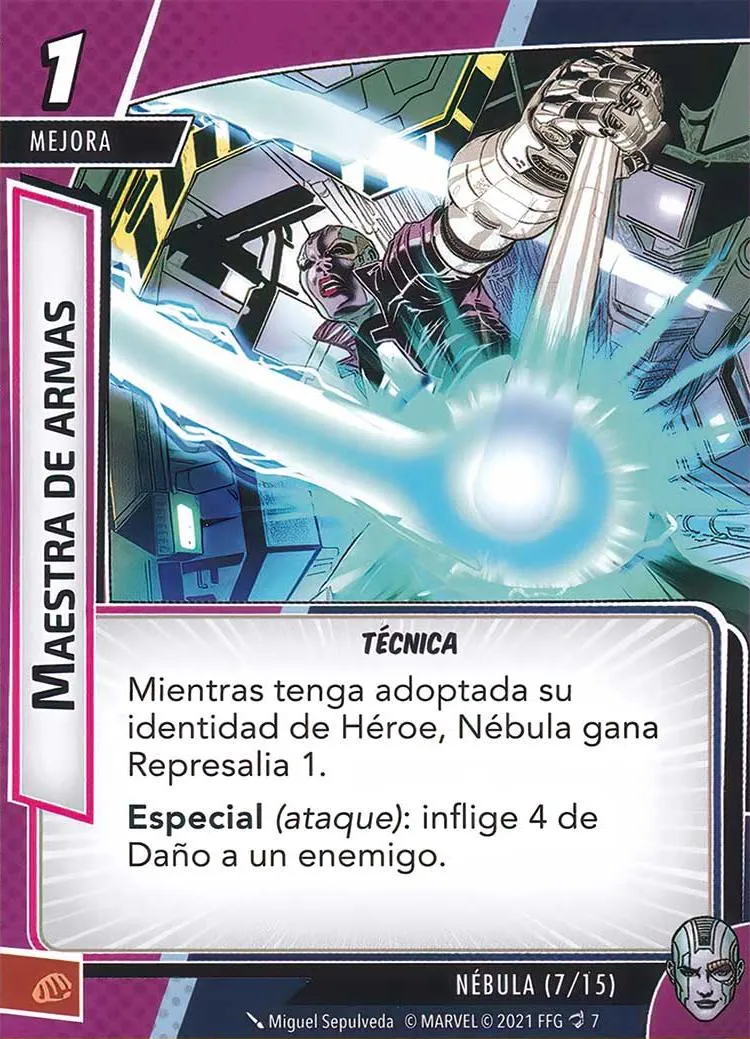 1
MEJORA
MAESTRA DE ARMAS
TÉCNICA
Mientras tenga adoptada su
identidad de Héroe, Nébula gana
Represalia 1.
Especial (ataque): inflige 4 de
Daño a un enemigo.
NÉBULA (7/15)
Miguel Sepulveda © MARVEL © 2021 FFG 7